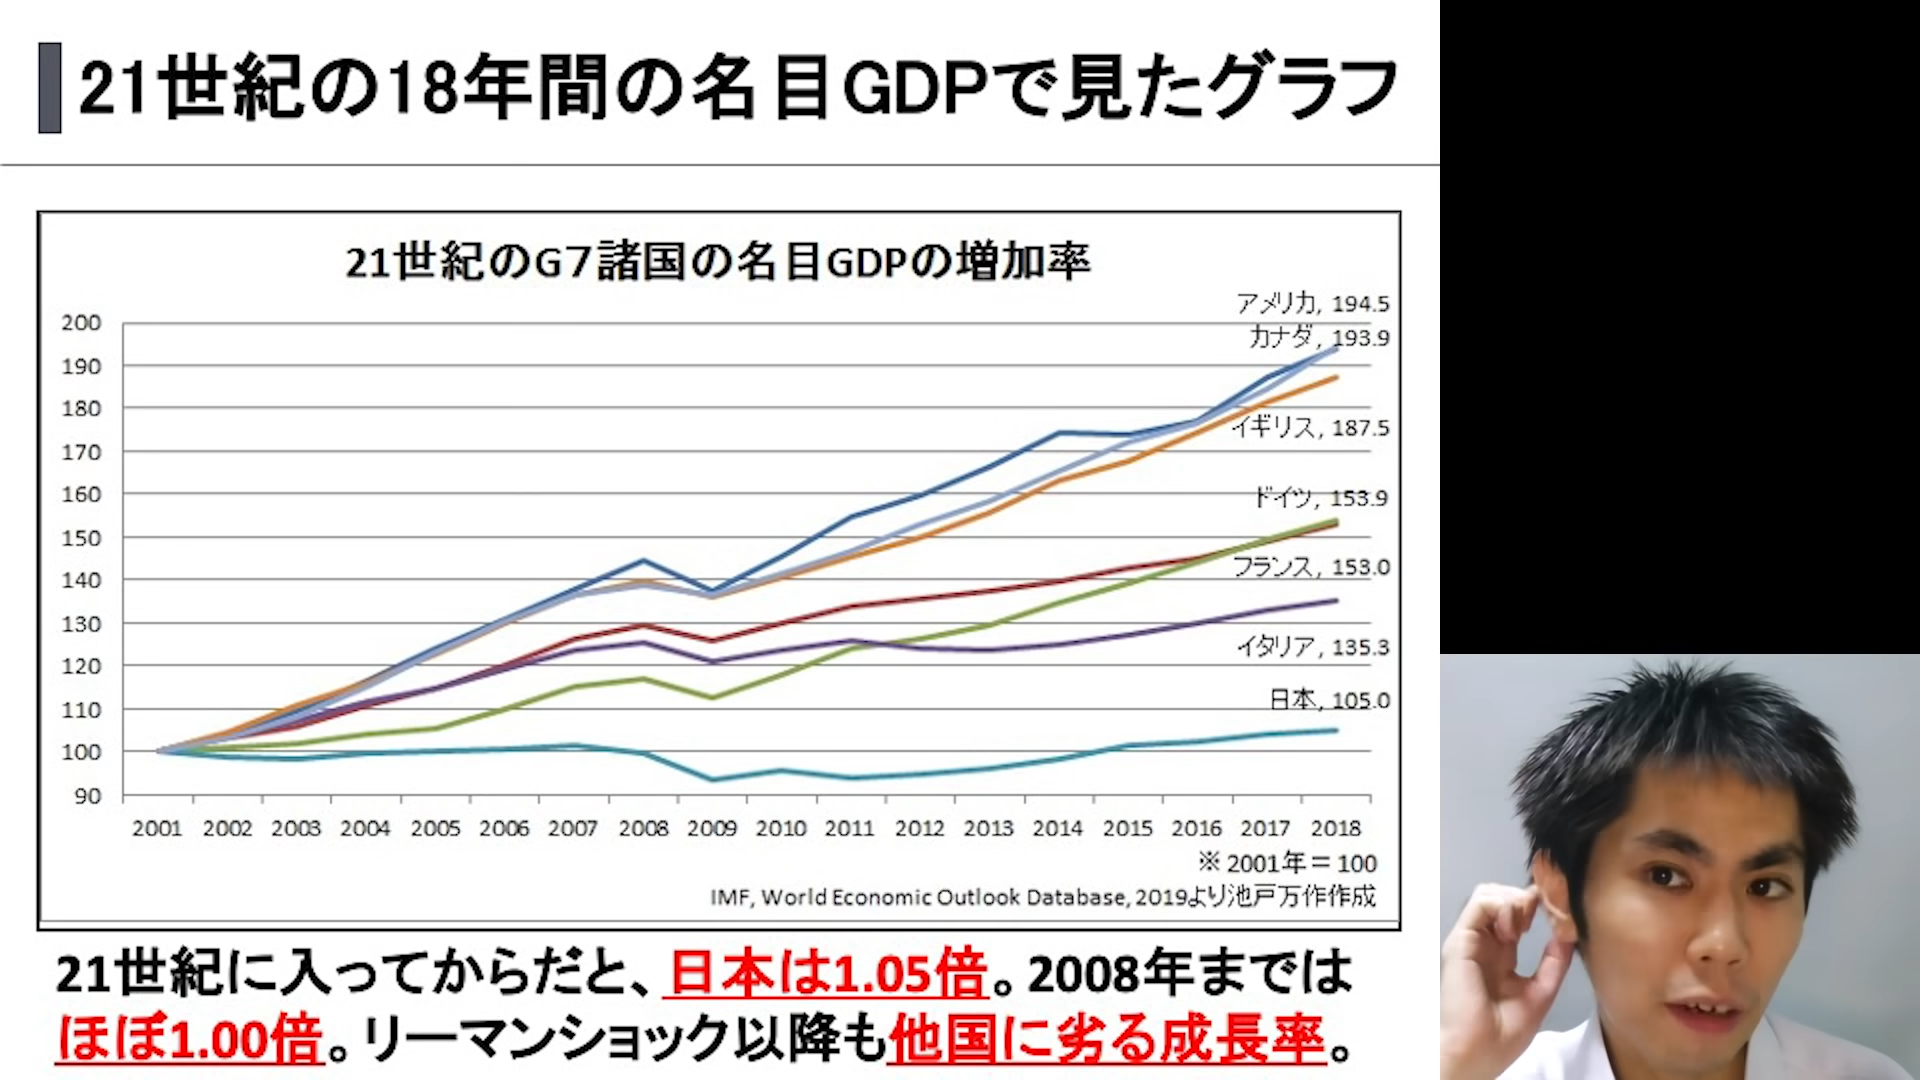 21世紀の18年間の名目GDPで見たグラフ
21世紀のG7諸国の名目GDPの増加率
アメリカ, 194.5
カナダ, 193.9
イギリス, 187.5
ドイツ, 153.9
フランス, 153.0
イタリア, 135.3
日本, 105.0
200
190
180
170
160
150
140
130
120
110
100
90
2001 2002 2003 2004 2005 2006 2007 2008 2009 2010 2011 2012 2013 2014 2015 2016 2017 2018
※2001年＝100
IMF, World Economic Outlook Database, 2019より池戸万作作成
21世紀に入ってからだと、日本は1.05倍。2008年までは
ほぼ1.00倍。リーマンショック以降も他国に劣る成長率。